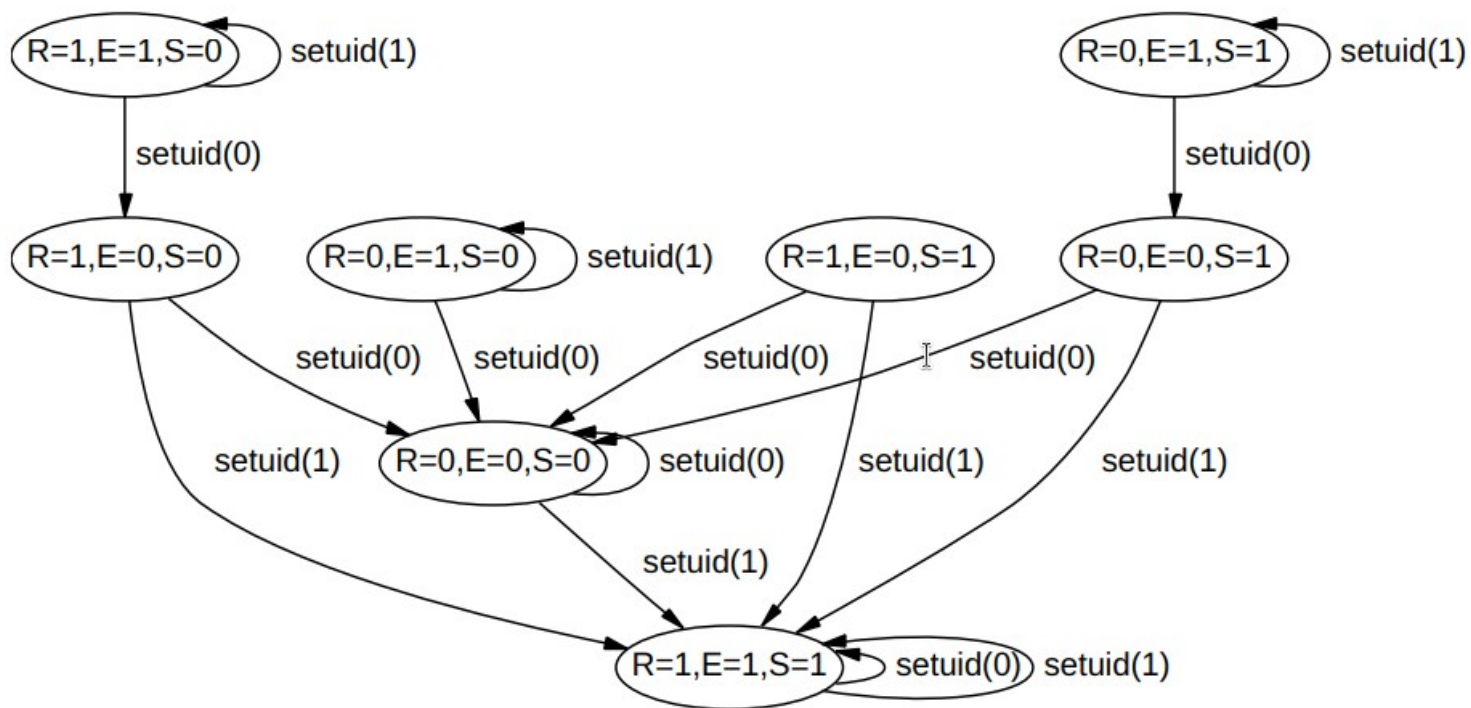 R=1,E=1,S=0
setuid(1)
R=0,E=1,S=1
setuid(1)
setuid(0)
setuid(0)
R=1,E=0,S=0
R=0,E=1,S=0
setuid(1)
R=1,E=0,S=1
R=0,E=0,S=1
setuid(0)
setuid(0)
setuid(0)
setuid(0)
setuid(1)
R=0,E=0,S=0
setuid(0)
setuid(1)
setuid(1)
setuid(1)
R=1,E=1,S=1
setuid(0)
setuid(1)